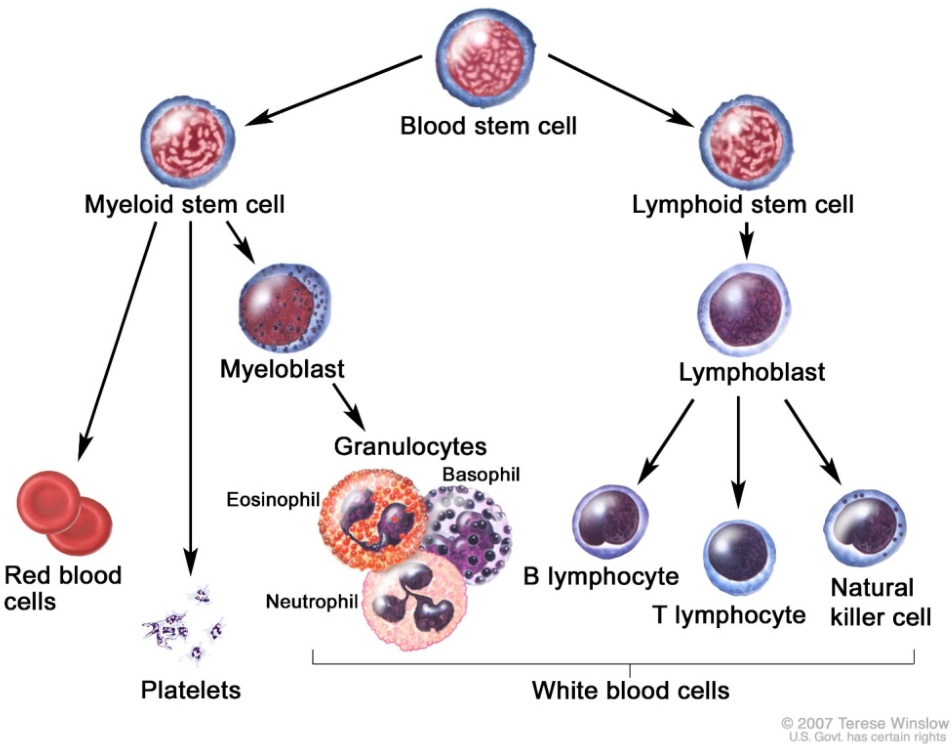 Blood stem cell
Myeloid stem cell
Lymphoid stem cell
Myeloblast
Lymphoblast
Granulocytes
Basophil
Eosinophil
Neutrophil
Red blood
cells
Platelets
B lymphocyte
T lymphocyte
Natural
killer cell
White blood cells
© 2007 Terese Winslow
U.S. Govt. has certain rights